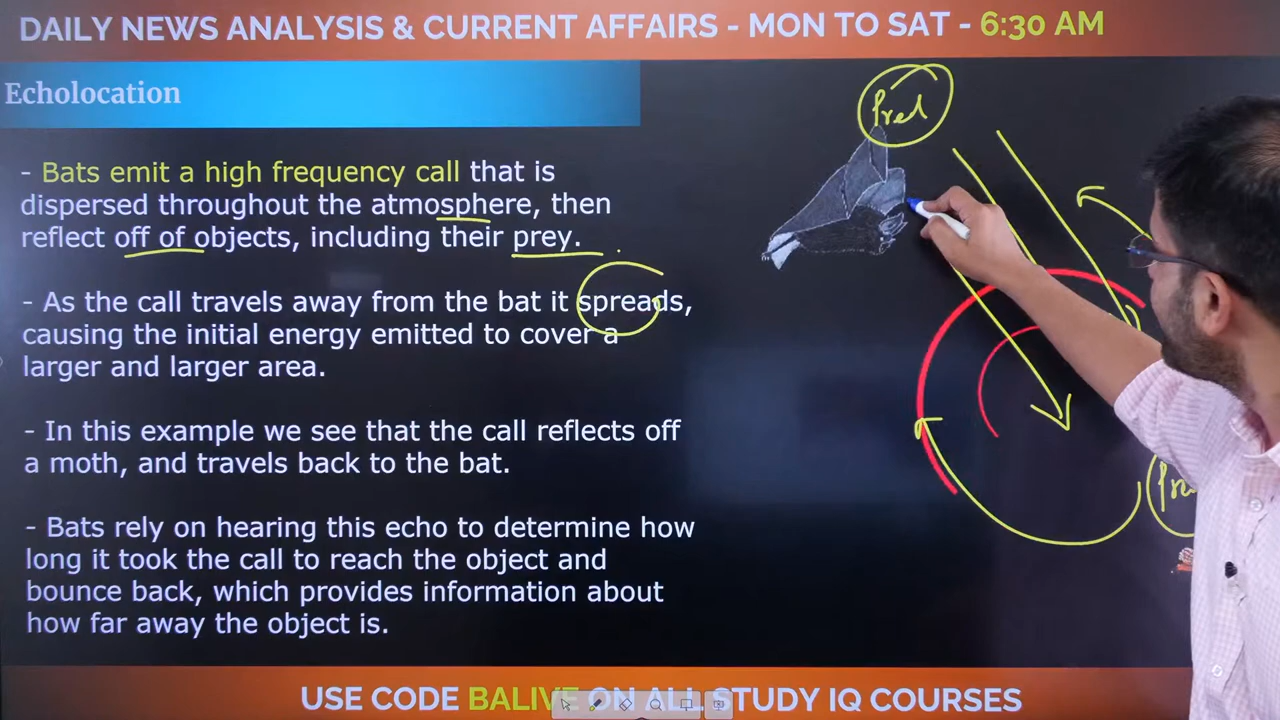 DAILY NEWS ANALYSIS & CURRENT AFFAIRS - MON TO SAT - 6:30 AM
Echolocation
- Bats emit a high frequency call that is
dispersed throughout the atmosphere, then
reflect off of objects, including their prey.
- As the call travels away from the bat it spreads,
causing the initial energy emitted to cover a
larger and larger area.
- In this example we see that the call reflects off
a moth, and travels back to the bat.
- Bats rely on hearing this echo to determine how
long it took the call to reach the object and
bounce back, which provides information about
how far away the object is.
Pred
USE CODE BALIVE ON ALL STUDY IQ COURSES